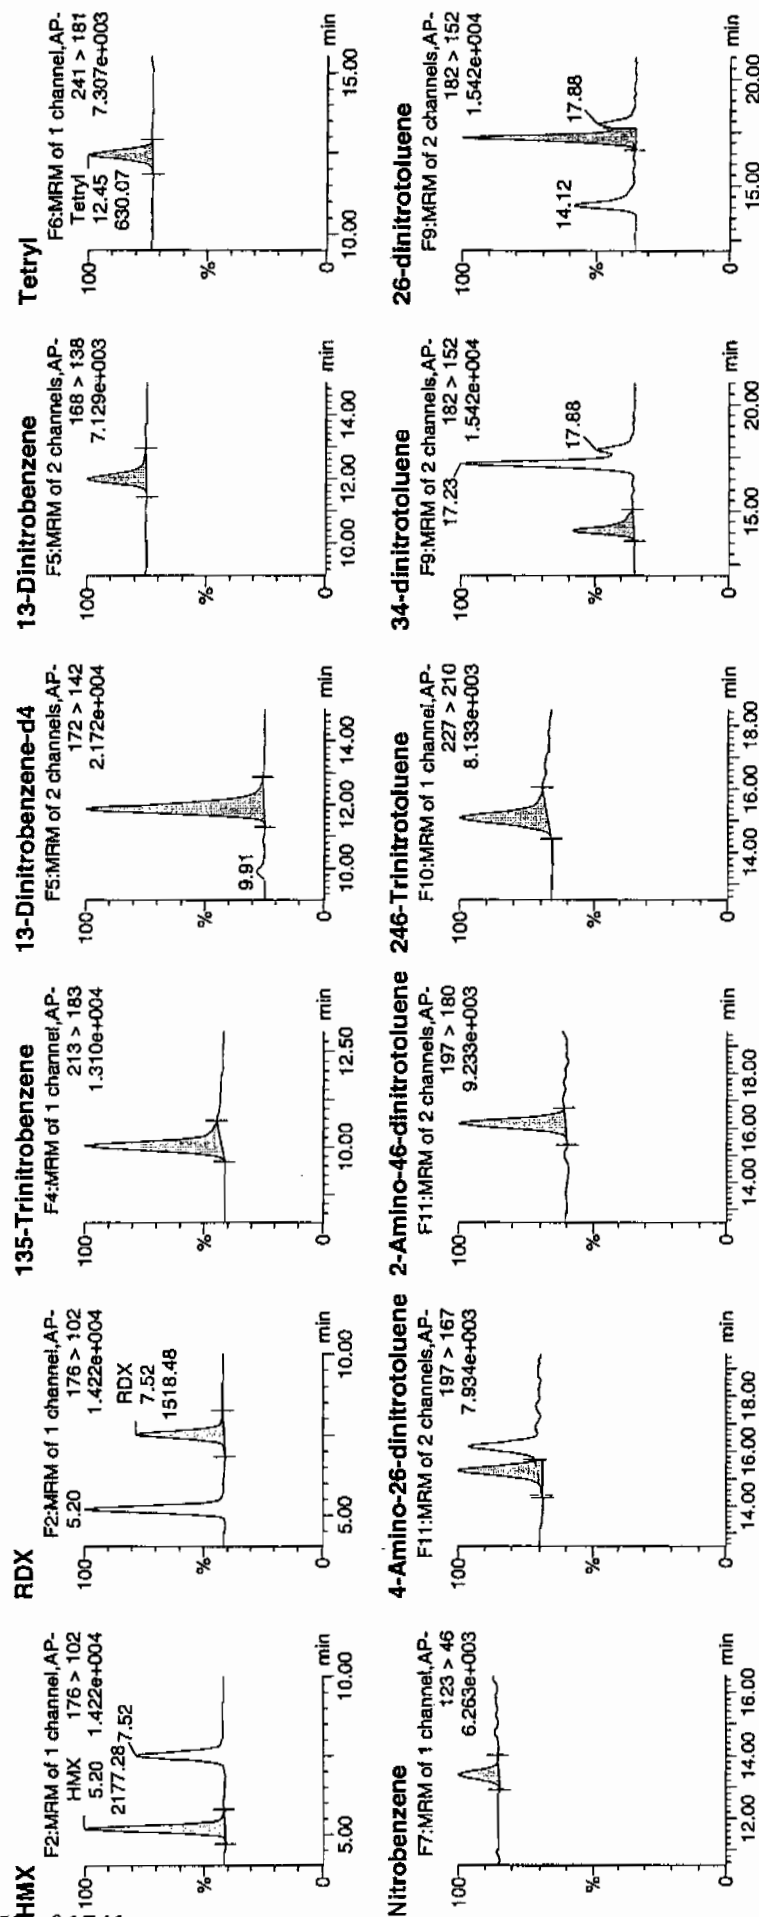 HMX
F2:MRM of 1 channel,AP-
HMX 176 > 102
5.20 1.422e+004
2177.28
7.52
100
%
0
5.00 10.00 min
RDX
F2:MRM of 1 channel,AP-
5.20 176 > 102
1.422e+004
RDX
7.52
1518.48
100
%
0
5.00 10.00 min
135-Trinitrobenzene
F4:MRM of 1 channel,AP-
213 > 183
1.310e+004
100
%
0
10.00 12.50 min
13-Dinitrobenzene-d4
F5:MRM of 2 channels,AP-
172 > 142
2.172e+004
9.91
100
%
0
10.00 12.00 14.00 min
13-Dinitrobenzene
F5:MRM of 2 channels,AP-
168 > 138
7.129e+003
100
%
0
10.00 12.00 14.00 min
Tetryl
F6:MRM of 1 channel,AP-
Tetryl 241 > 181
12.45 7.307e+003
630.07
100
%
0
10.00 15.00 min
Nitrobenzene
F7:MRM of 1 channel,AP-
123 > 46
6.263e+003
100
%
0
12.00 14.00 16.00 min
4-Amino-26-dinitrotoluene
F11:MRM of 2 channels,AP-
197 > 167
7.934e+003
100
%
0
14.00 16.00 18.00 min
2-Amino-46-dinitrotoluene
F11:MRM of 2 channels,AP-
197 > 180
9.233e+003
100
%
0
14.00 16.00 18.00 min
246-Trinitrotoluene
F10:MRM of 1 channel,AP-
227 > 210
8.133e+003
100
%
0
14.00 16.00 18.00 min
34-dinitrotoluene
F9:MRM of 2 channels,AP-
17.23 182 > 152
1.542e+004
17.88
100
%
0
15.00 20.00 min
26-dinitrotoluene
F9:MRM of 2 channels,AP-
182 > 152
1.542e+004
14.12
17.88
100
%
0
15.00 20.00 min